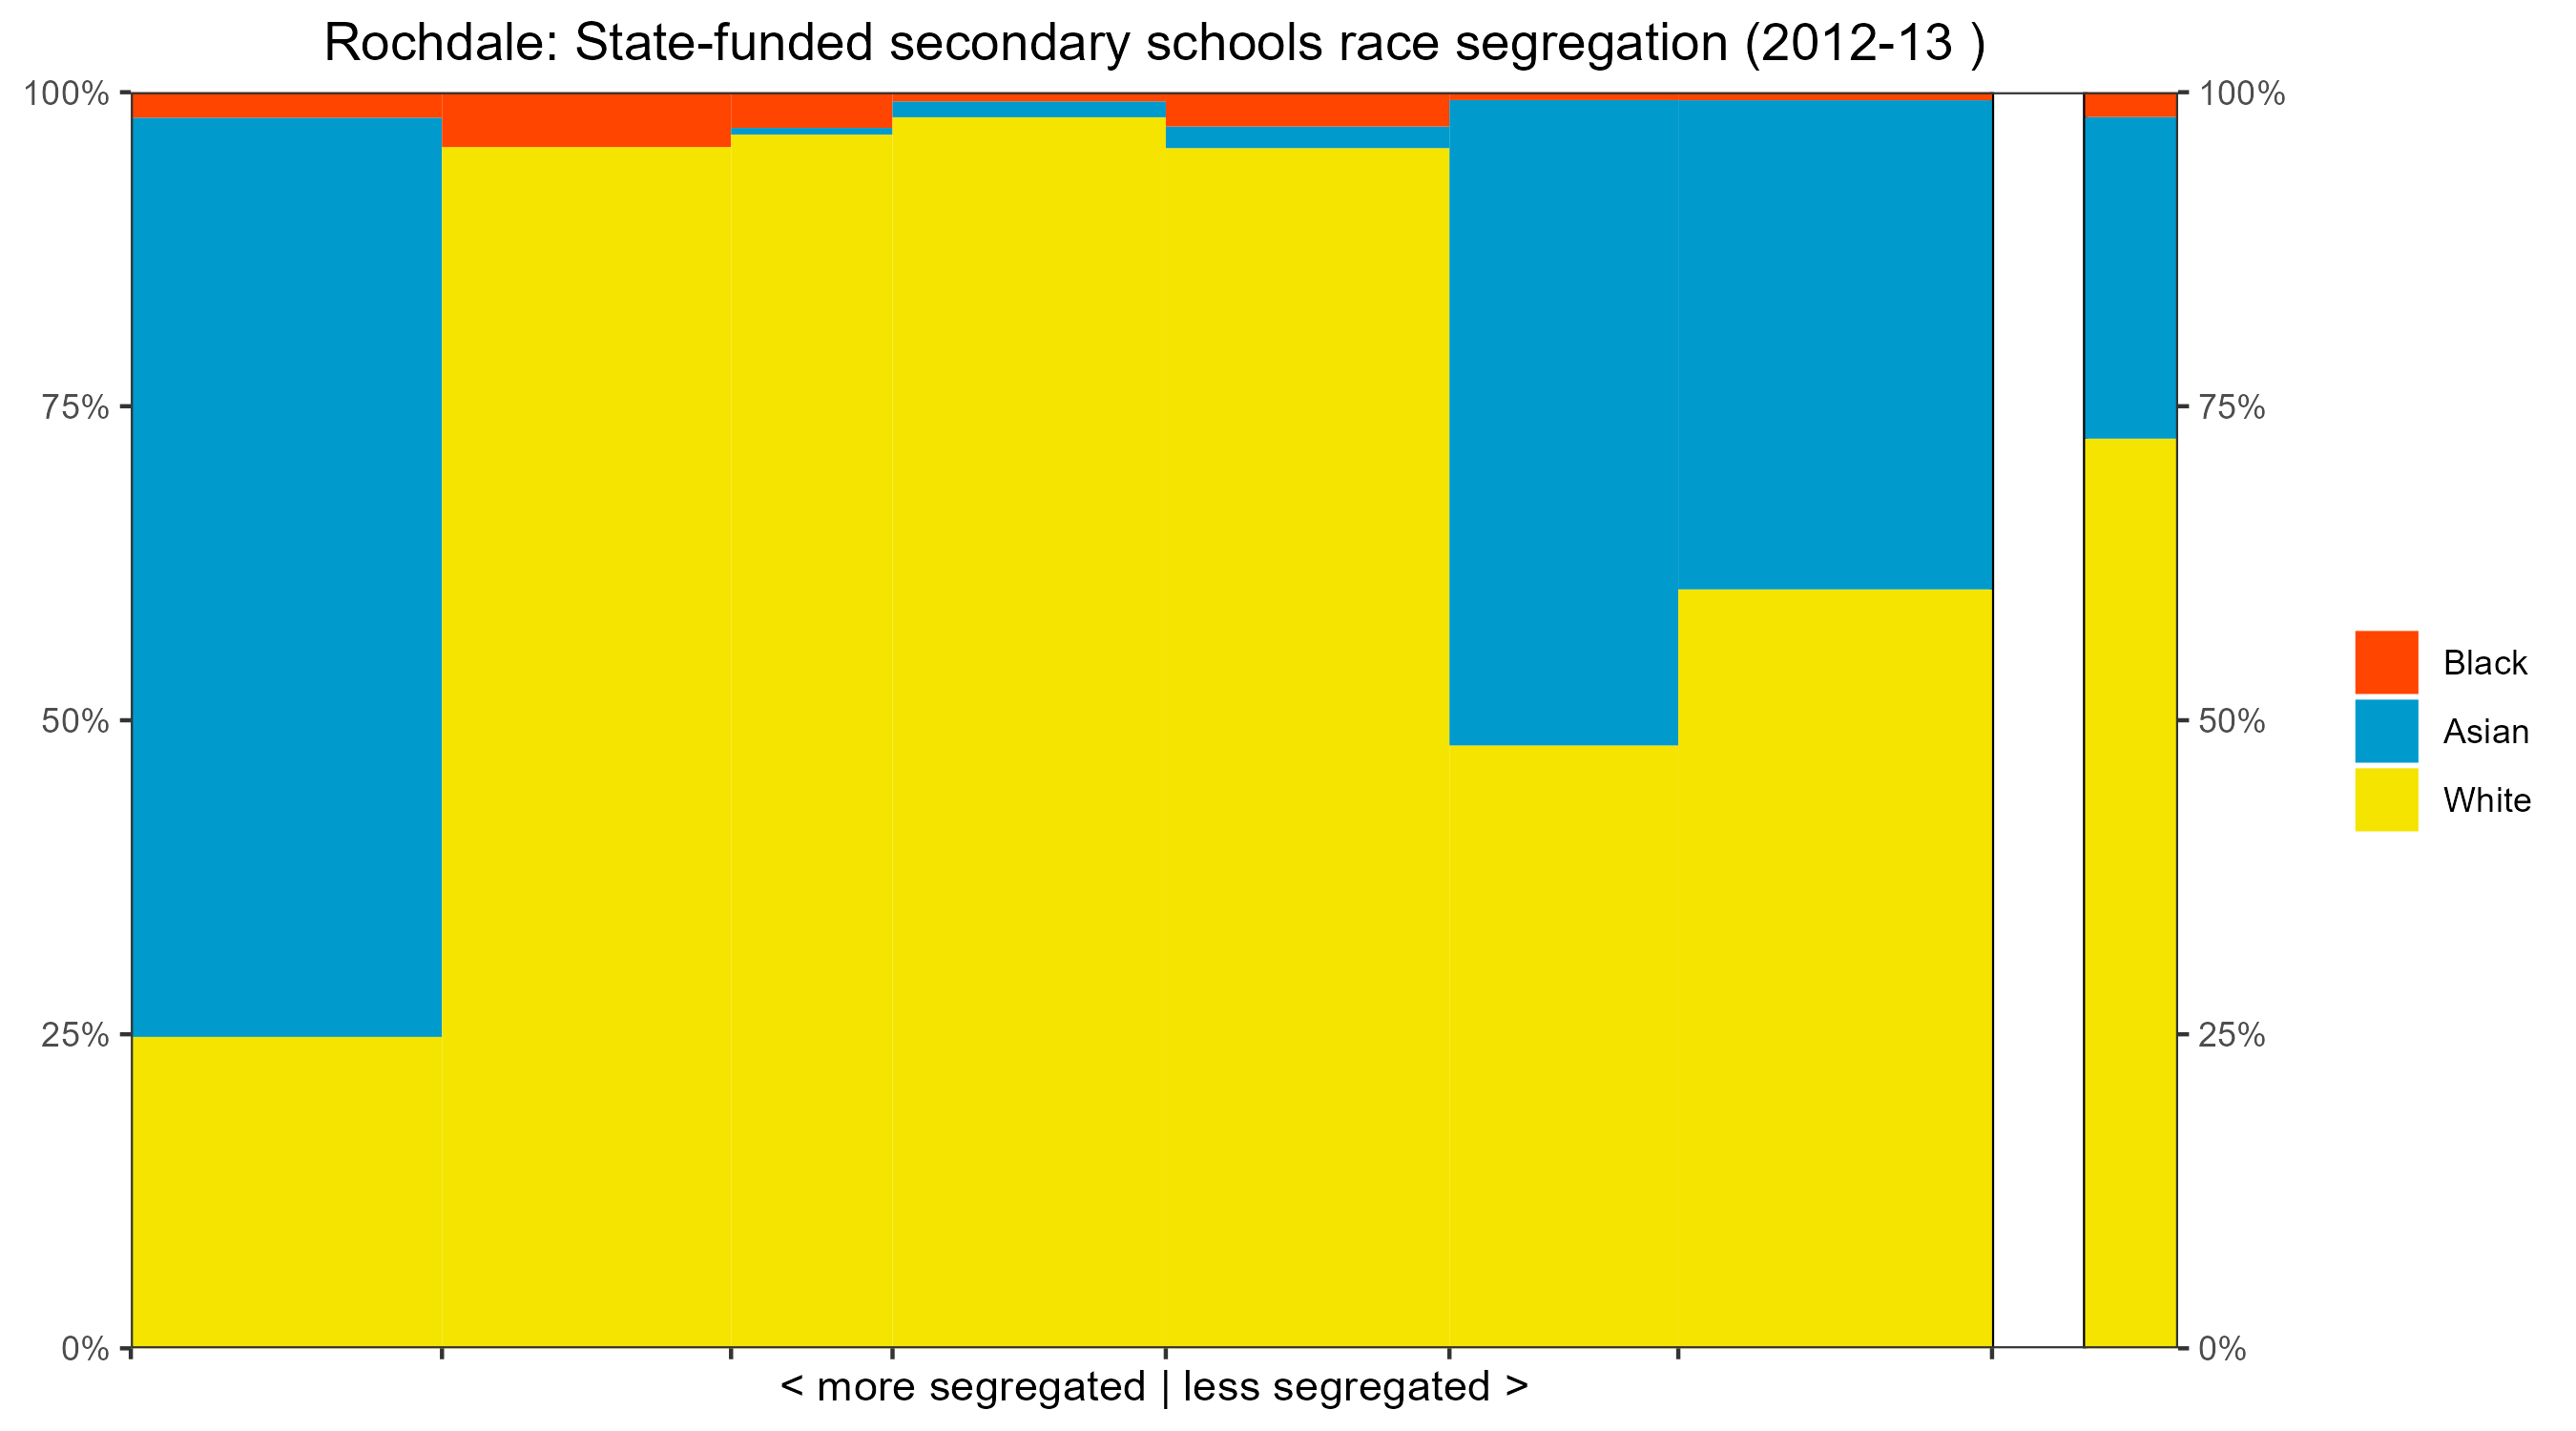 Rochdale: State-funded secondary schools race segregation (2012-13 )
100%
75%
50%
25%
0%
100%
75%
50%
25%
0%
Black
Asian
White
< more segregated | less segregated >